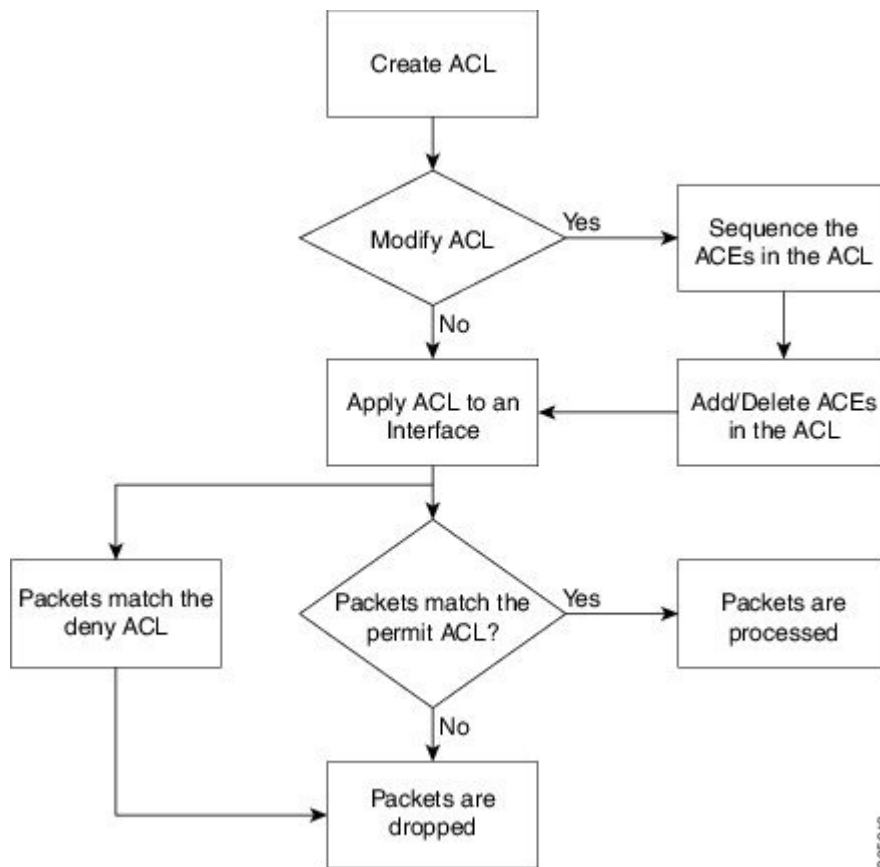 Create ACL
Modify ACL
Yes
Sequence the
ACEs in the ACL
No
Apply ACL to an
Interface
Add/Delete ACEs
in the ACL
Packets match the
deny ACL
Packets match the
permit ACL?
Yes
Packets are
processed
No
Packets are
dropped